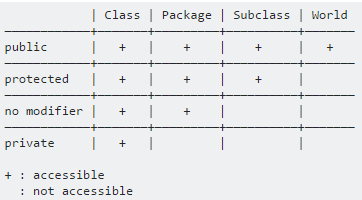 | Class | Package | Subclass | World
————————————+———————+—————————+——————————+———————
public      |   +   |    +    |    +     |   +
————————————+———————+—————————+——————————+———————
protected   |   +   |    +    |    +     |
————————————+———————+—————————+——————————+———————
no modifier |   +   |    +    |          |
————————————+———————+—————————+——————————+———————
private     |   +   |         |          |

+ : accessible
  : not accessible